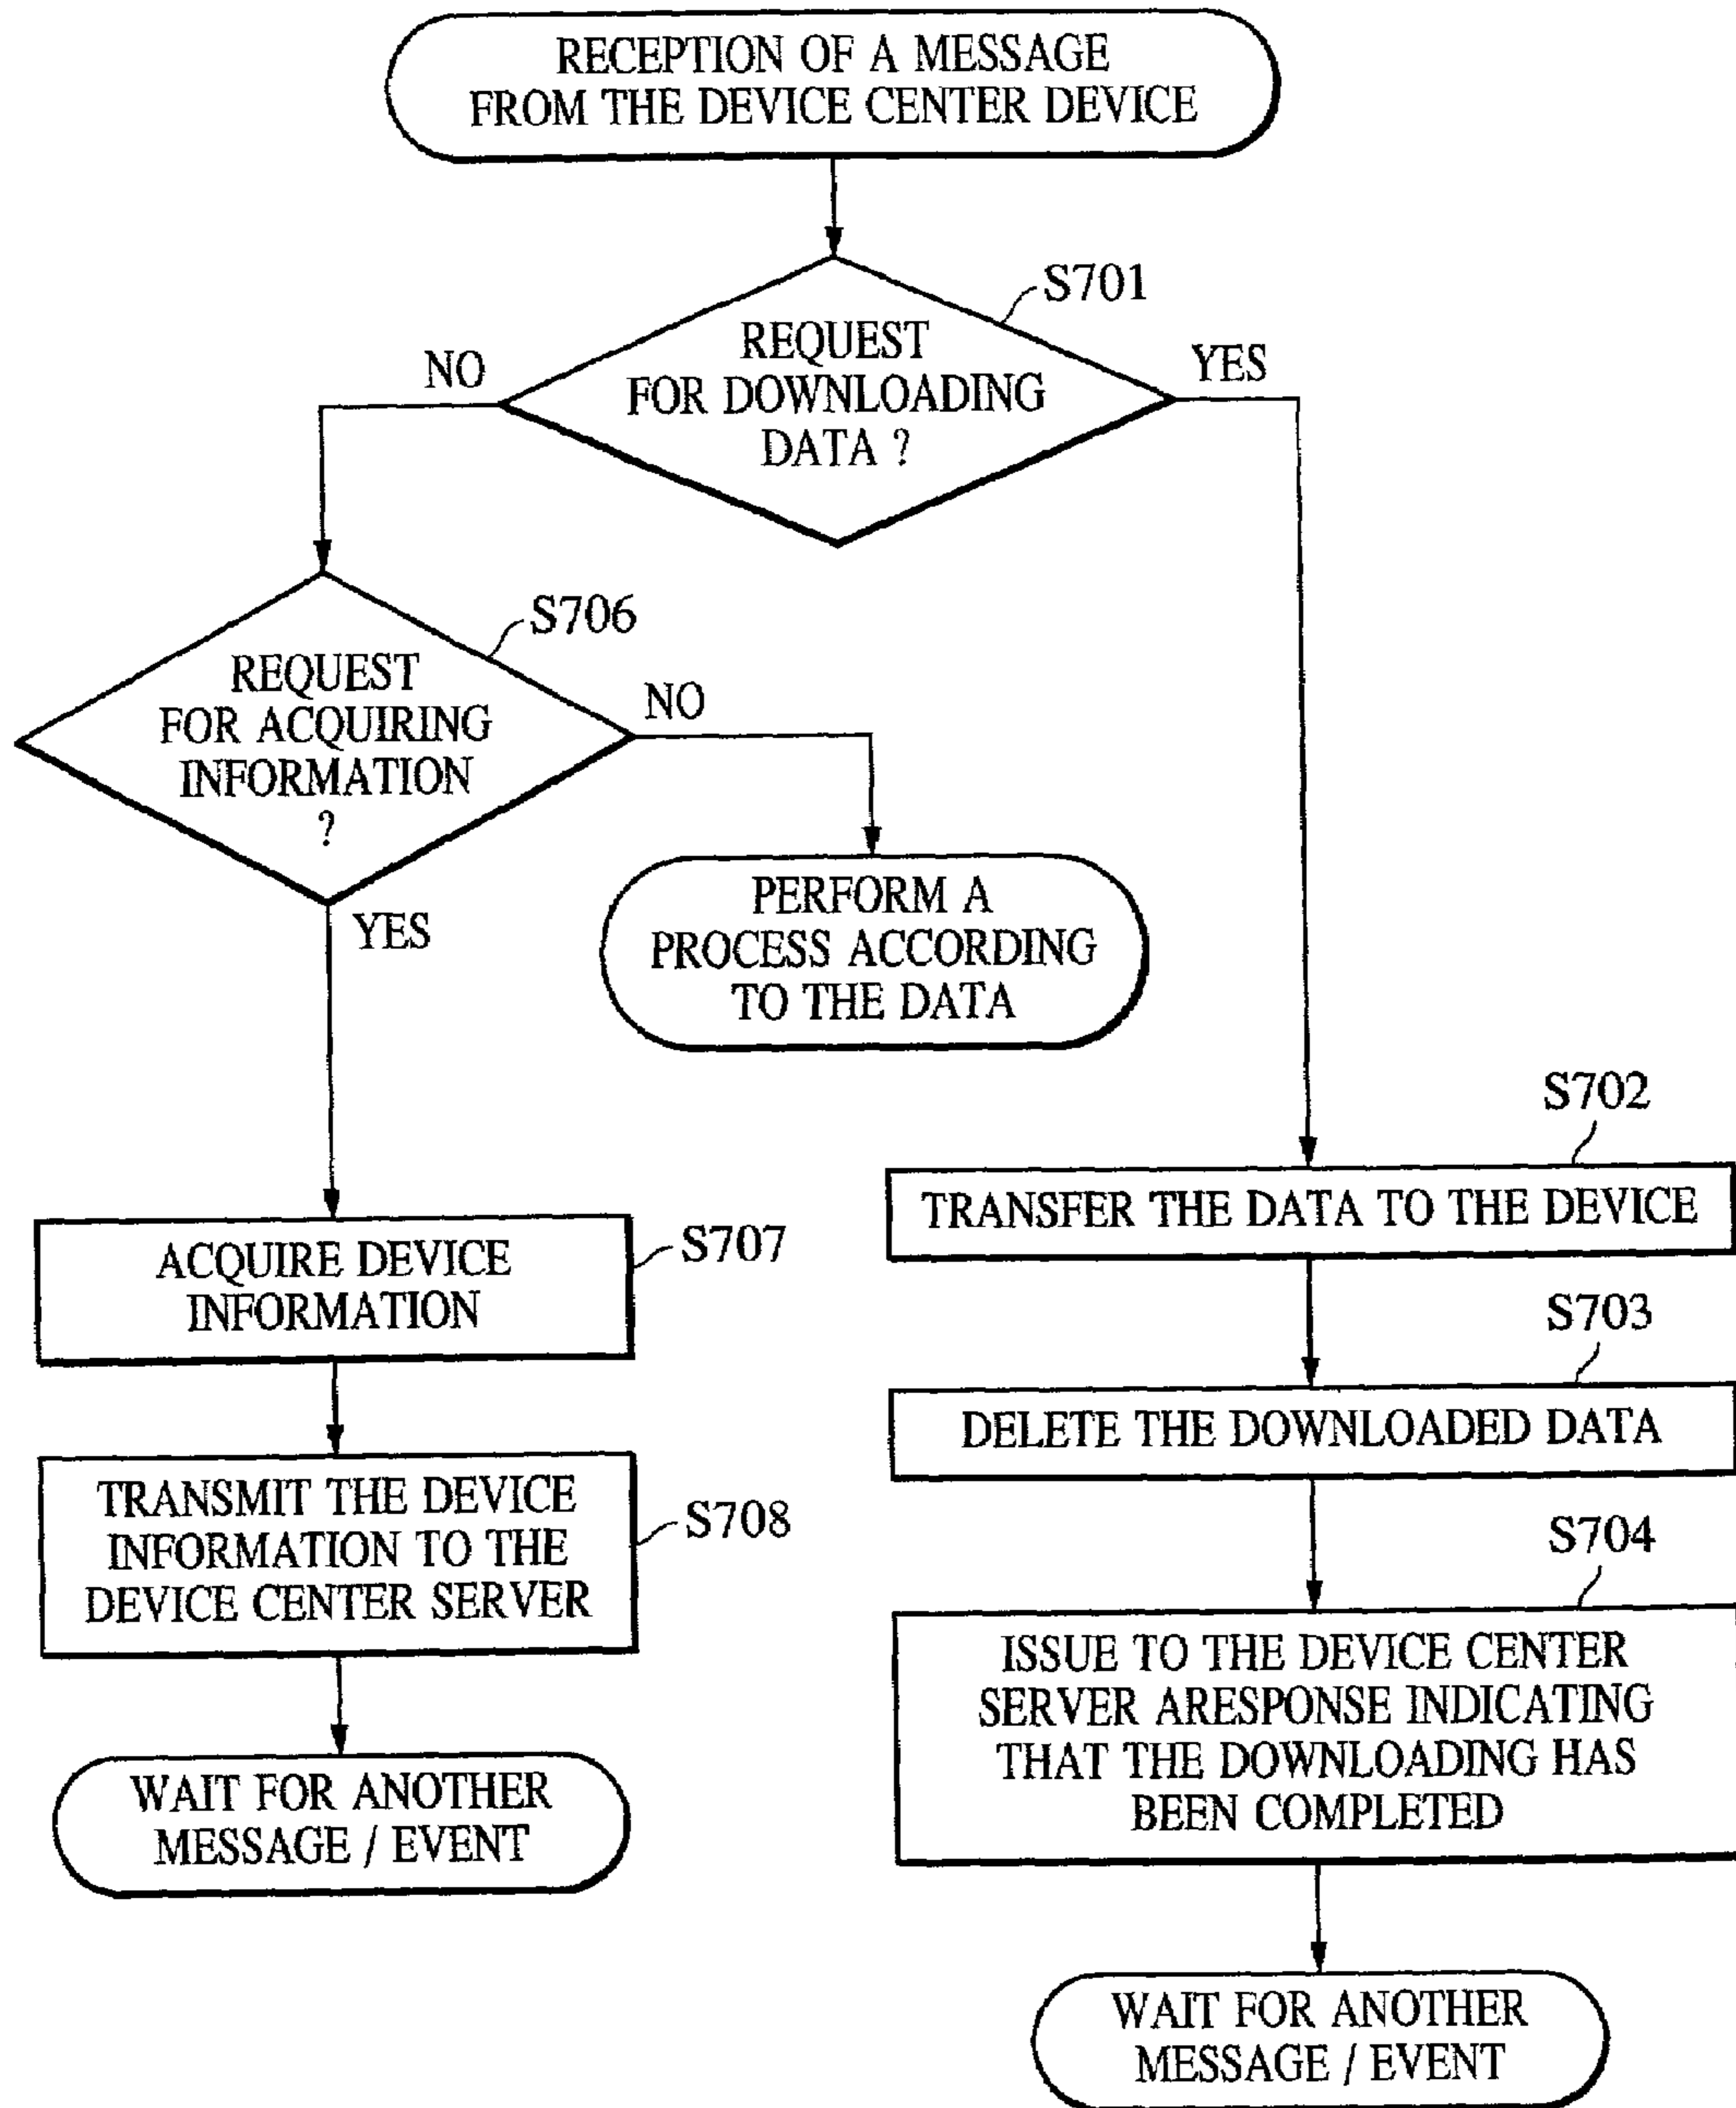 RECEPTION OF A MESSAGE
FROM THE DEVICE CENTER DEVICE
S701
REQUEST
FOR DOWNLOADING
DATA ?
NO
YES
S706
REQUEST
FOR ACQUIRING
INFORMATION
?
NO
YES
PERFORM A
PROCESS ACCORDING
TO THE DATA
S702
TRANSFER THE DATA TO THE DEVICE
S707
ACQUIRE DEVICE
INFORMATION
S703
DELETE THE DOWNLOADED DATA
S708
TRANSMIT THE DEVICE
INFORMATION TO THE
DEVICE CENTER SERVER
S704
ISSUE TO THE DEVICE CENTER
SERVER ARESPONSE INDICATING
THAT THE DOWNLOADING HAS
BEEN COMPLETED
WAIT FOR ANOTHER
MESSAGE / EVENT
WAIT FOR ANOTHER
MESSAGE / EVENT